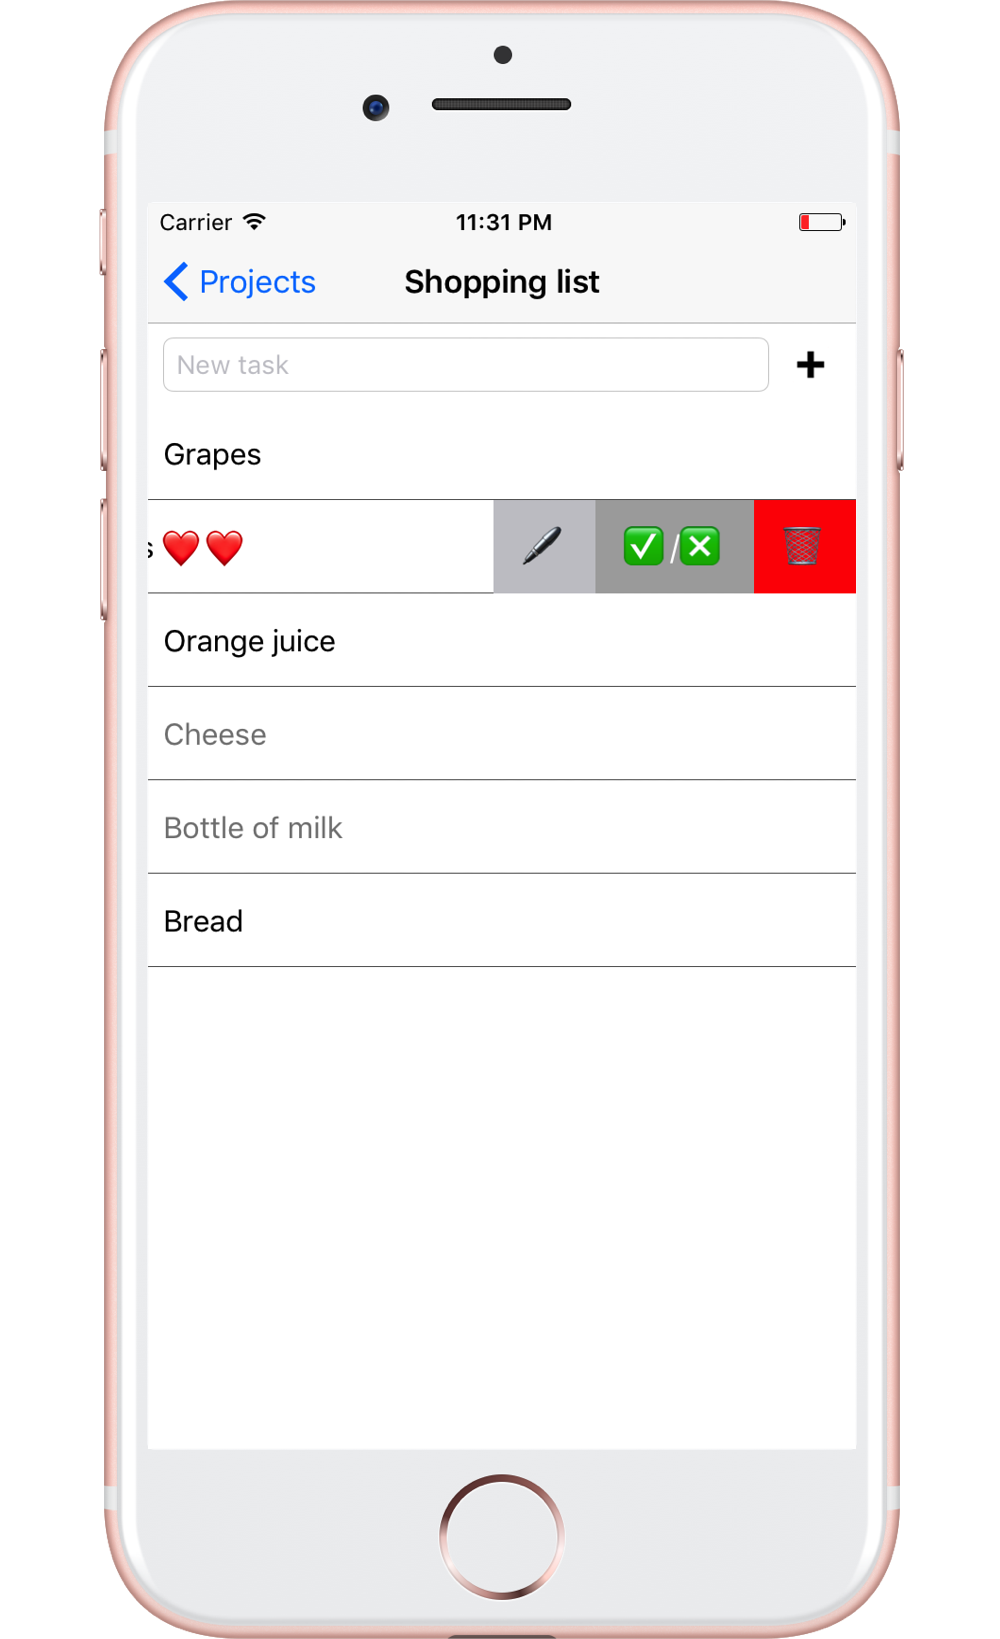 Carrier 11:31 PM
Projects Shopping list
New task +
Grapes
s ❤️❤️ ✅/❎
Orange juice
Cheese
Bottle of milk
Bread